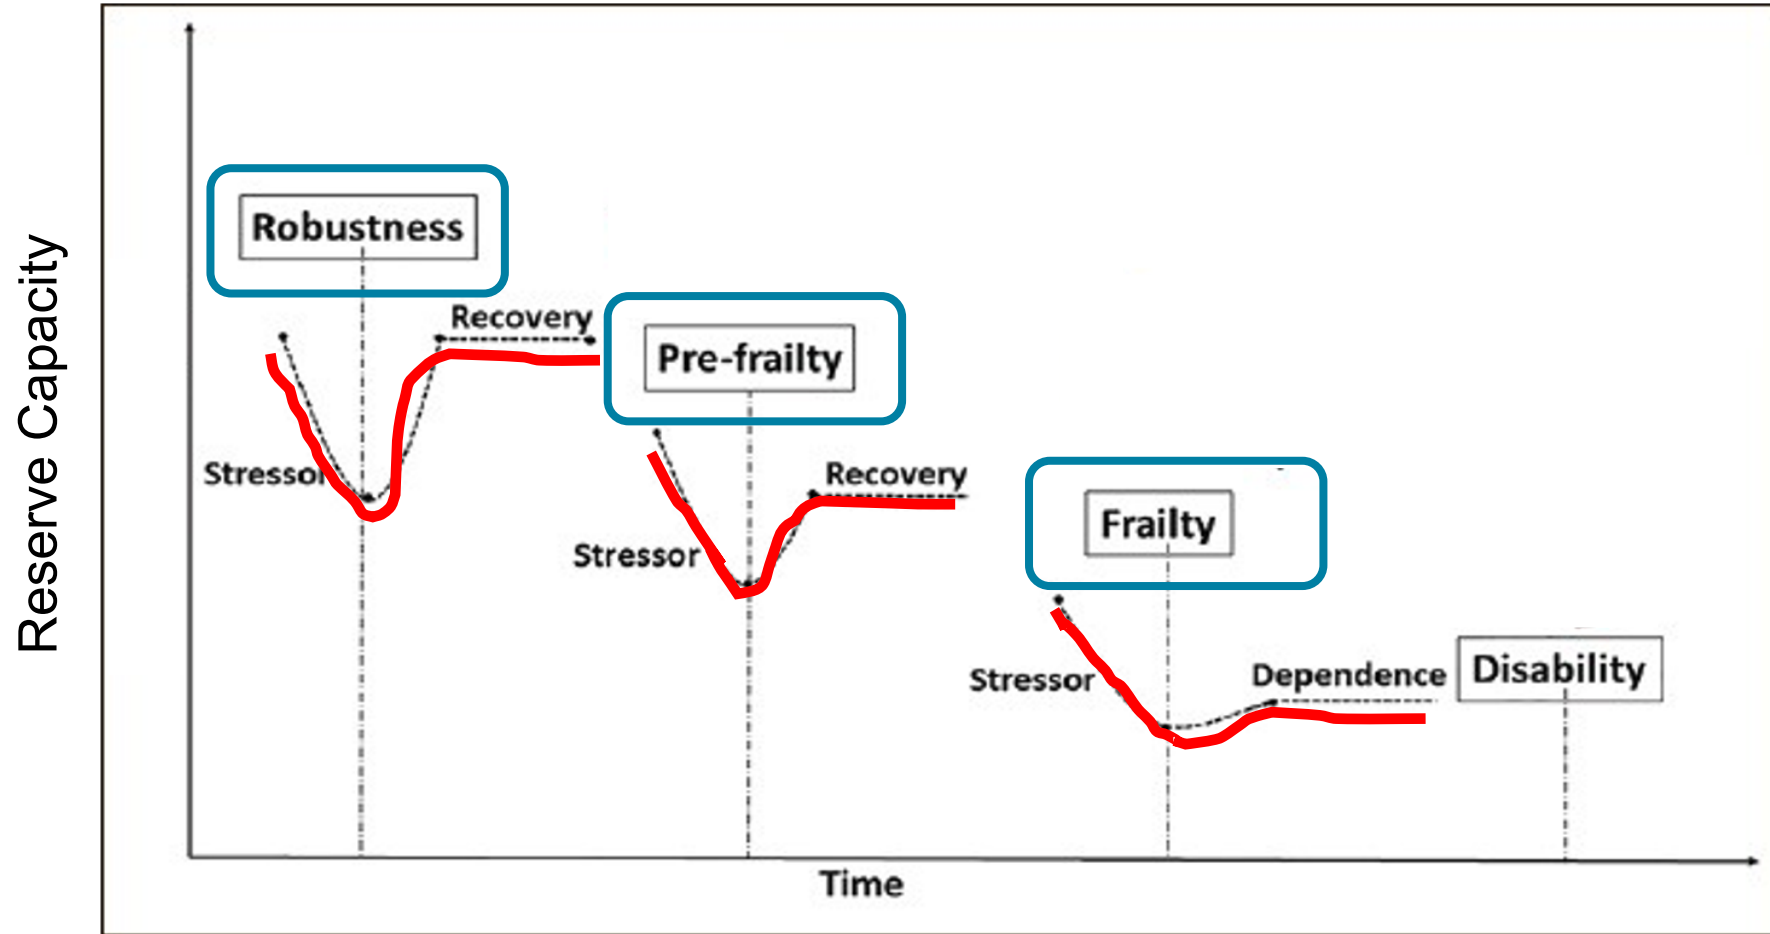 Reserve Capacity
Robustness
Recovery
Stressor
Pre-frailty
Recovery
Stressor
Frailty
Stressor
Dependence
Disability
Time